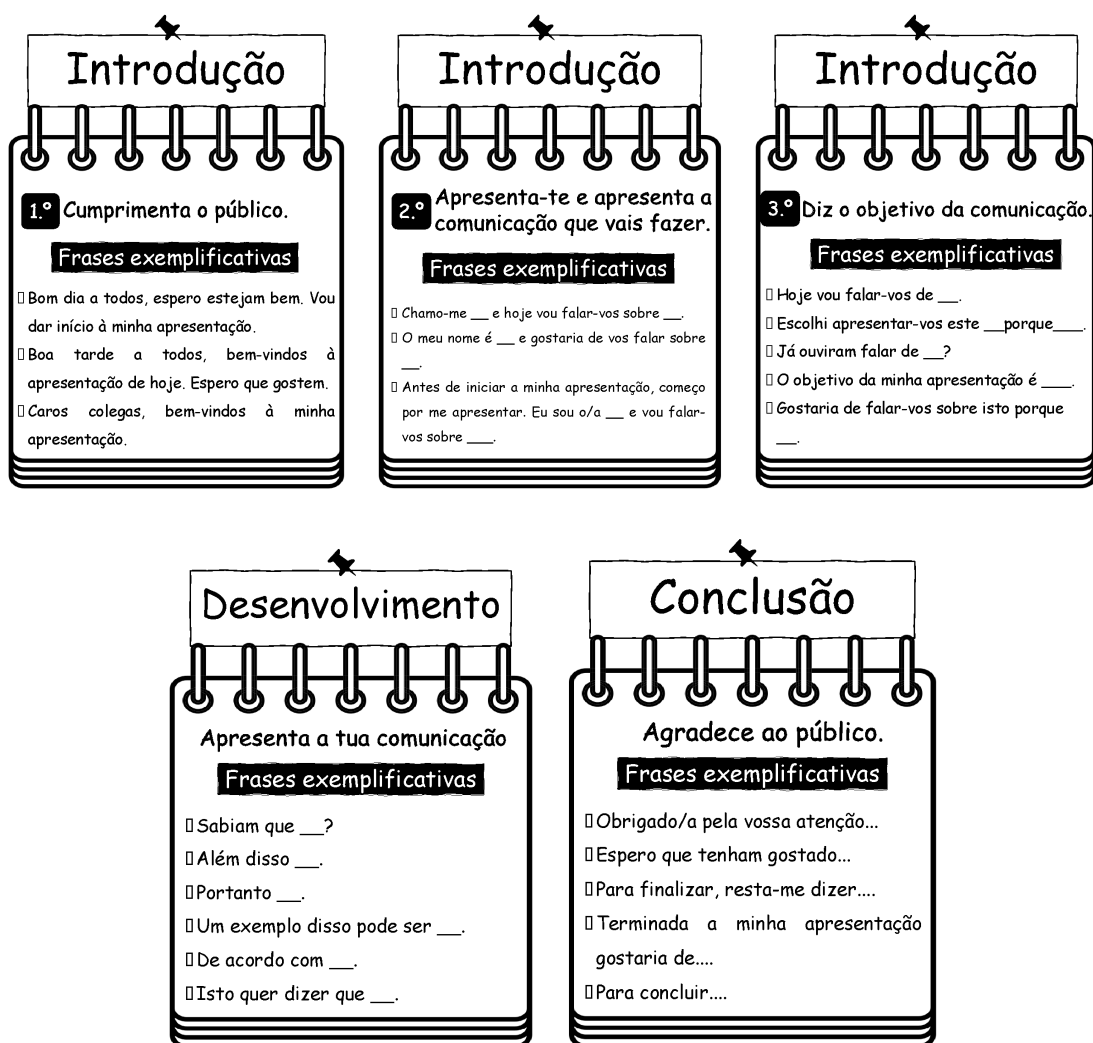 Introdução
1.º Cumprimenta o público.
Frases exemplificativas
Bom dia a todos, espero estejam bem. Vou
dar início à minha apresentação.
Boa tarde a todos, bem-vindos à
apresentação de hoje. Espero que gostem.
Caros colegas, bem-vindos à minha
apresentação.
Introdução
2.º Apresenta-te e apresenta a
comunicação que vais fazer.
Frases exemplificativas
Chamo-me __ e hoje vou falar-vos sobre __.
O meu nome é __ e gostaria de vos falar sobre
__.
Antes de iniciar a minha apresentação, começo
por me apresentar. Eu sou o/a __ e vou falar-
vos sobre ___.
Introdução
3.º Diz o objetivo da comunicação.
Frases exemplificativas
Hoje vou falar-vos de __.
Escolhi apresentar-vos este __porque___.
Já ouviram falar de __?
O objetivo da minha apresentação é ___.
Gostaria de falar-vos sobre isto porque
__.
Desenvolvimento
Apresenta a tua comunicação
Frases exemplificativas
Sabiam que __?
Além disso __.
Portanto __.
Um exemplo disso pode ser __.
De acordo com __.
Isto quer dizer que __.
Conclusão
Agradece ao público.
Frases exemplificativas
Obrigado/a pela vossa atenção...
Espero que tenham gostado...
Para finalizar, resta-me dizer....
Terminada a minha apresentação
gostaria de....
Para concluir....